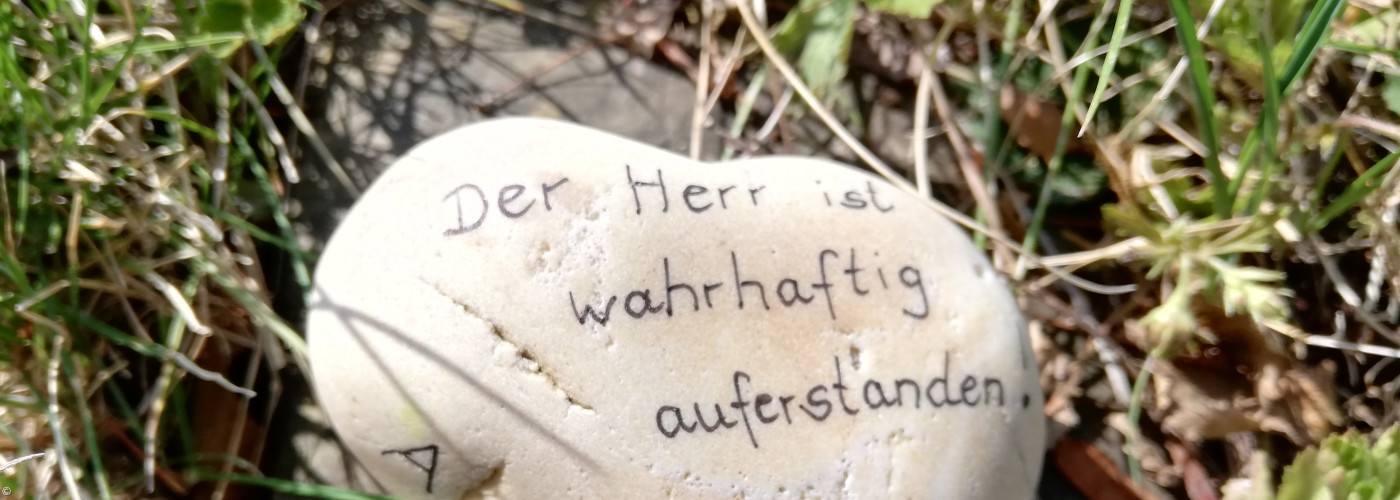 Der Herr ist
wahrhaftig
auferstanden.
A
©